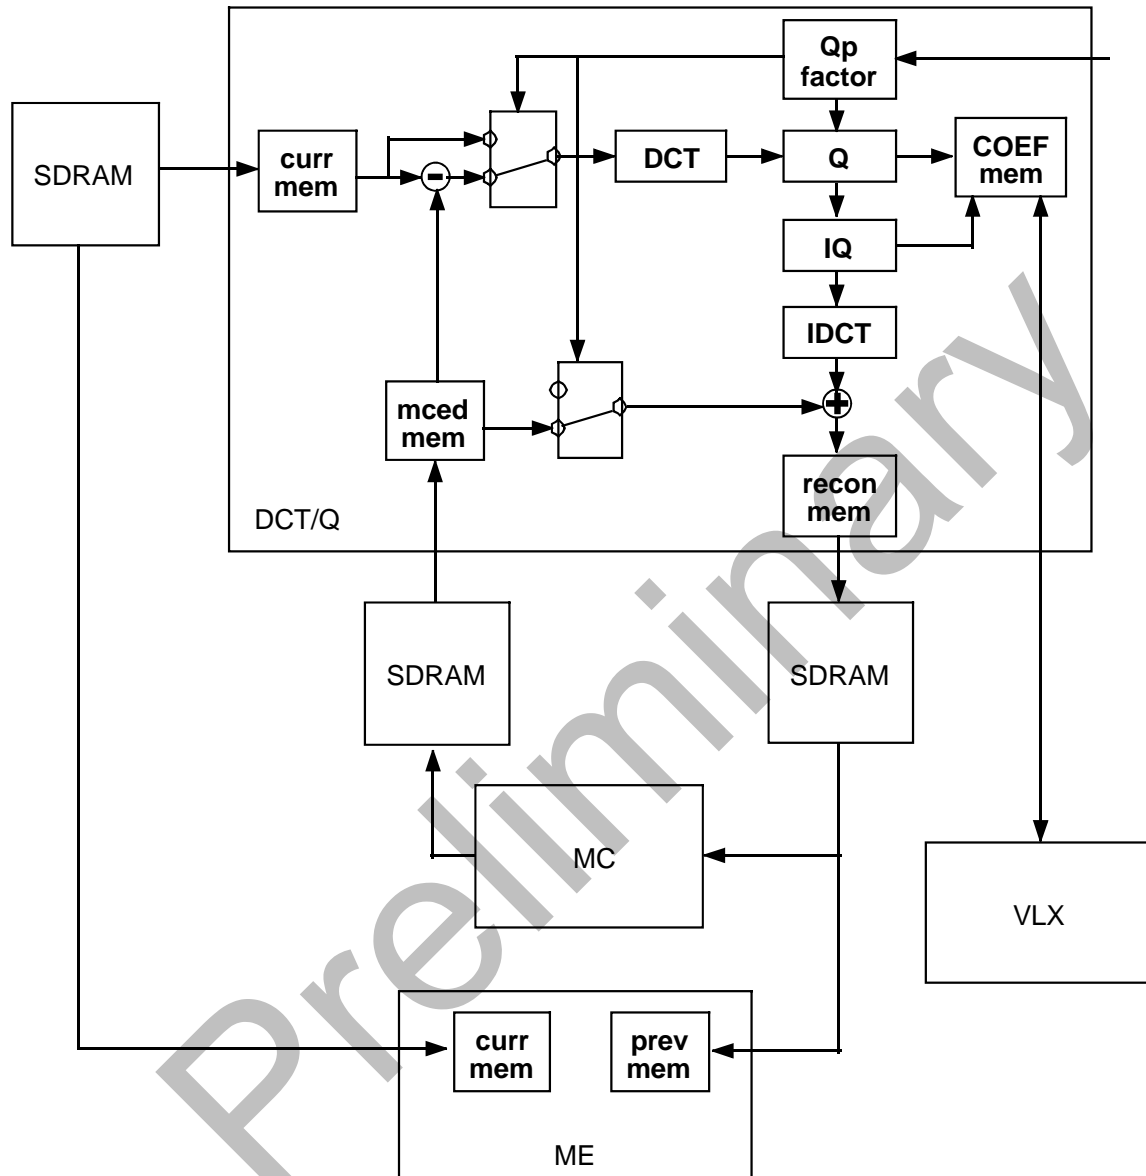 Qp
factor
SDRAM
curr
mem
-
DCT
Q
COEF
mem
IQ
IDCT
mced
mem
+
recon
mem
DCT/Q
SDRAM
SDRAM
MC
VLX
curr
mem
prev
mem
ME
Preliminary